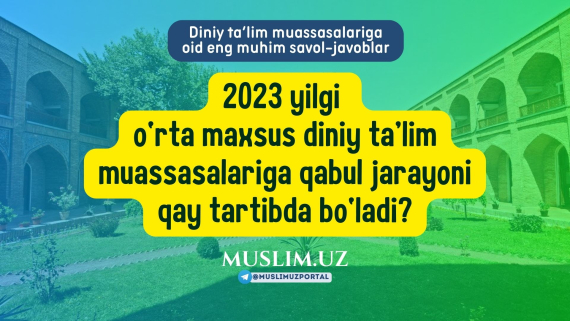 Diniy ta'lim muassasalariga
oid eng muhim savol-javoblar
2023 yilgi
o'rta maxsus diniy ta'lim
muassasalariga qabul jarayoni
qay tartibda bo'ladi?
MUSLIM.UZ
@MUSLIMUZPORTAL